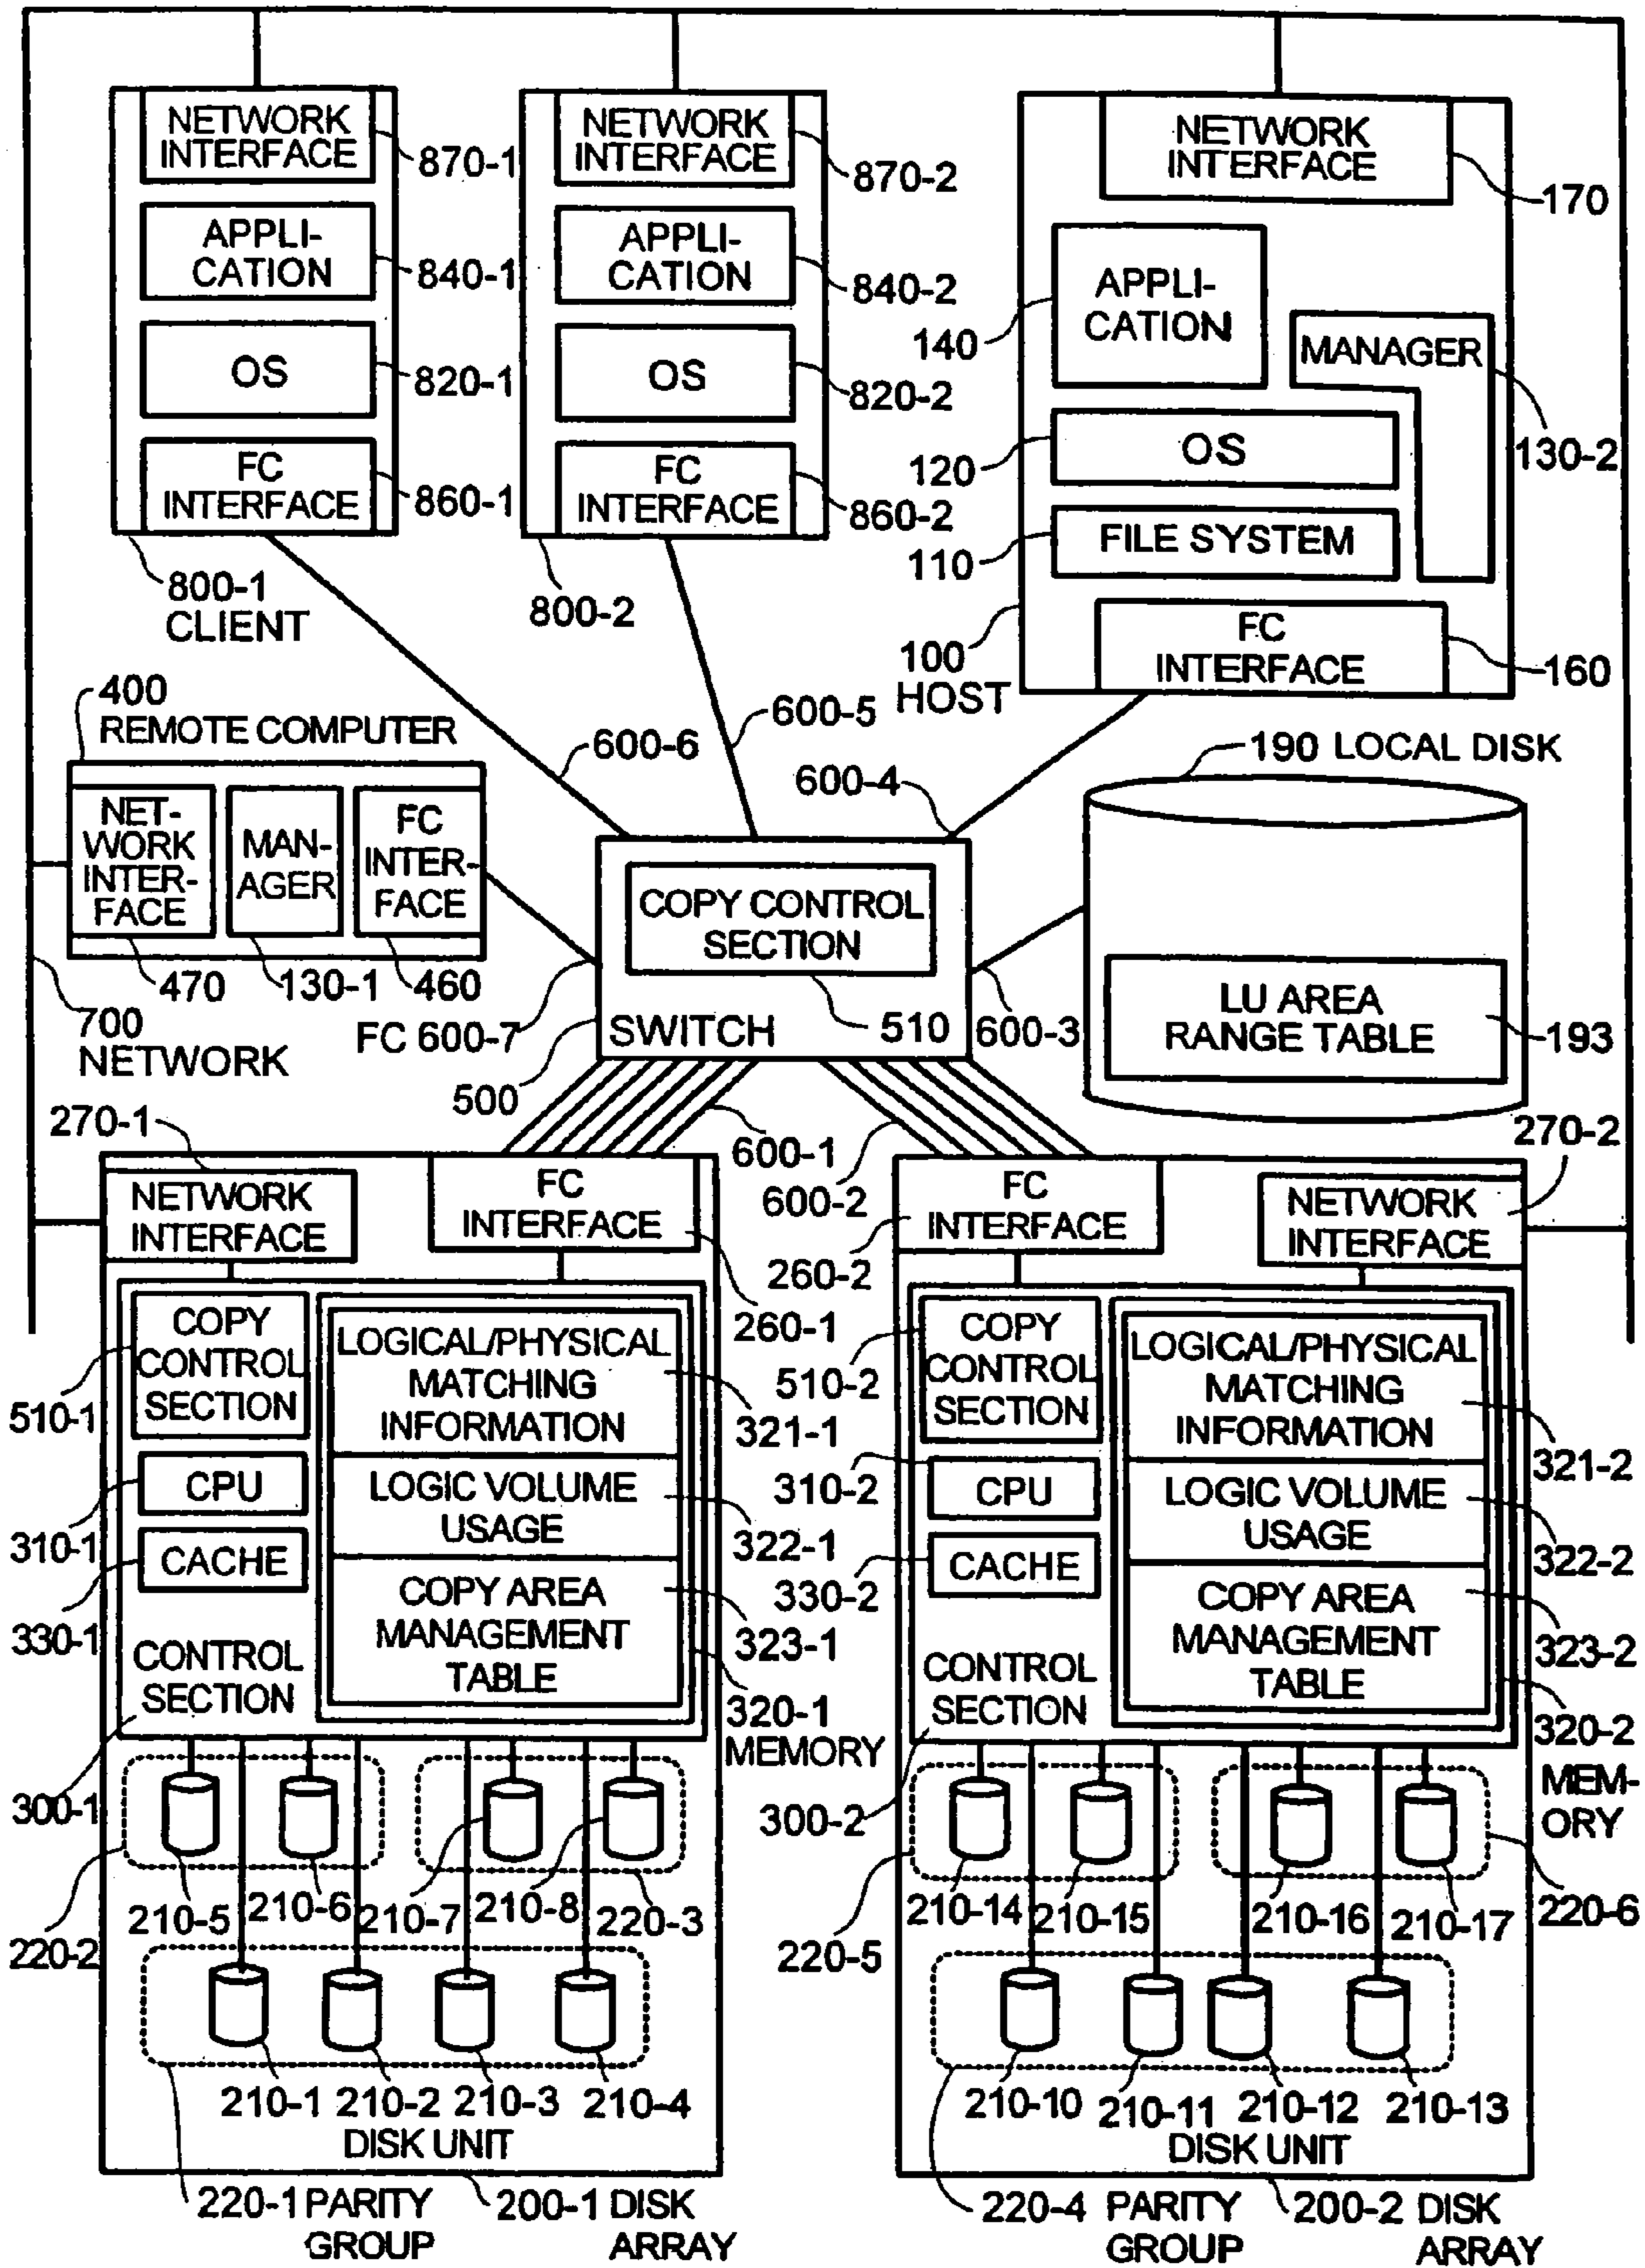 NETWORK
INTERFACE
870-1
APPLI-
CATION
840-1
OS
820-1
FC
INTERFACE
860-1
800-1
CLIENT
NETWORK
INTERFACE
870-2
APPLI-
CATION
840-2
OS
820-2
FC
INTERFACE
860-2
800-2
NETWORK
INTERFACE
170
APPLI-
CATION
140
MANAGER
130-2
OS
120
FILE SYSTEM
110
FC
INTERFACE
160
100
HOST
400
REMOTE COMPUTER
NET-
WORK
INTER-
FACE
MAN-
AGER
FC
INTER-
FACE
470
130-1
460
700
NETWORK
600-6
600-5
600-4
190 LOCAL DISK
COPY CONTROL
SECTION
SWITCH
510
FC 600-7
500
600-3
LU AREA
RANGE TABLE
193
600-1
600-2
270-1
NETWORK
INTERFACE
FC
INTERFACE
260-1
COPY
CONTROL
SECTION
510-1
LOGICAL/PHYSICAL
MATCHING
INFORMATION
321-1
CPU
310-1
LOGIC VOLUME
USAGE
322-1
CACHE
330-1
COPY AREA
MANAGEMENT
TABLE
323-1
CONTROL
SECTION
320-1
MEMORY
300-1
210-5
210-6
210-7
210-8
220-3
220-2
210-1
210-2
210-3
210-4
DISK UNIT
220-1 PARITY
GROUP
200-1 DISK
ARRAY
270-2
FC
INTERFACE
260-2
NETWORK
INTERFACE
COPY
CONTROL
SECTION
510-2
LOGICAL/PHYSICAL
MATCHING
INFORMATION
321-2
CPU
310-2
LOGIC VOLUME
USAGE
322-2
CACHE
330-2
COPY AREA
MANAGEMENT
TABLE
323-2
CONTROL
SECTION
320-2
MEM-
ORY
300-2
210-14
210-15
210-16
210-17
220-6
220-5
210-10
210-11
210-12
210-13
DISK UNIT
220-4 PARITY
GROUP
200-2 DISK
ARRAY